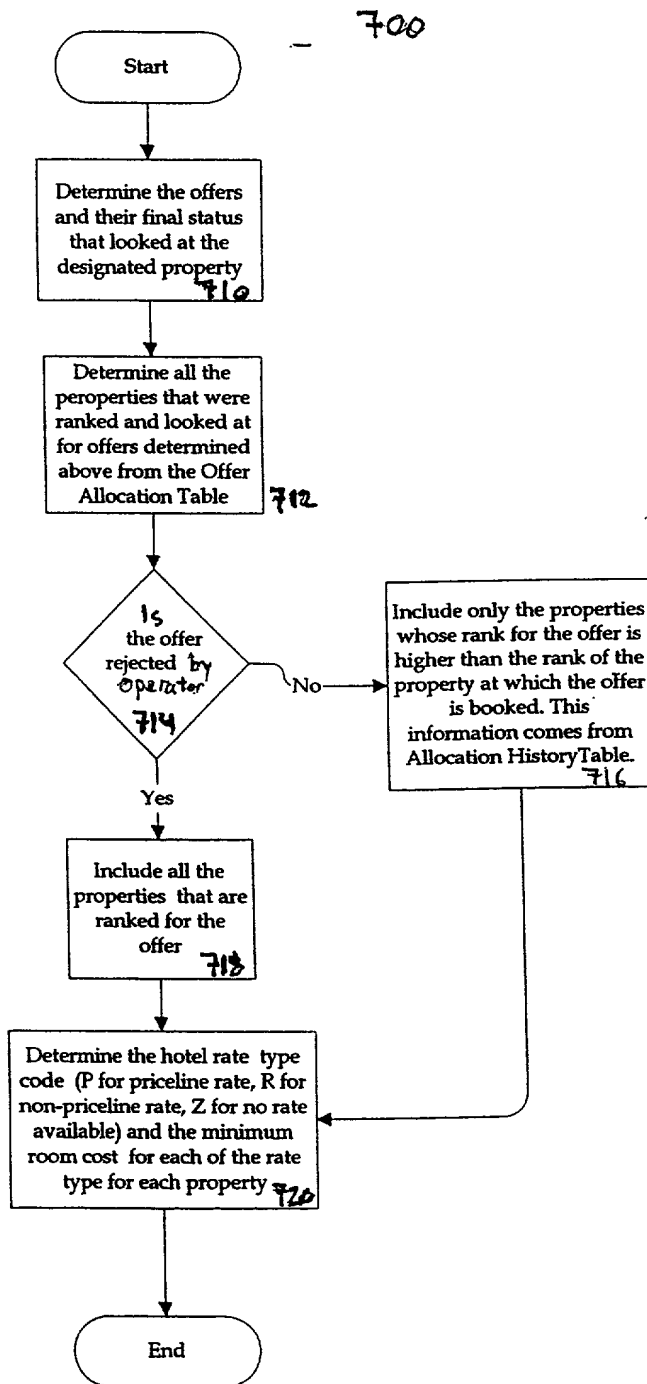 700
Start
Determine the offers
and their final status
that looked at the
designated property
710
Determine all the
peroperties that were
ranked and looked at
for offers determined
above from the Offer
Allocation Table
712
Is
the offer
rejected by
operator
714
No
Include only the properties
whose rank for the offer is
higher than the rank of the
property at which the offer
is booked. This
information comes from
Allocation HistoryTable.
716
Yes
Include all the
properties that are
ranked for the
offer
718
Determine the hotel rate type
code (P for priceline rate, R for
non-priceline rate, Z for no rate
available) and the minimum
room cost for each of the rate
type for each property
720
End